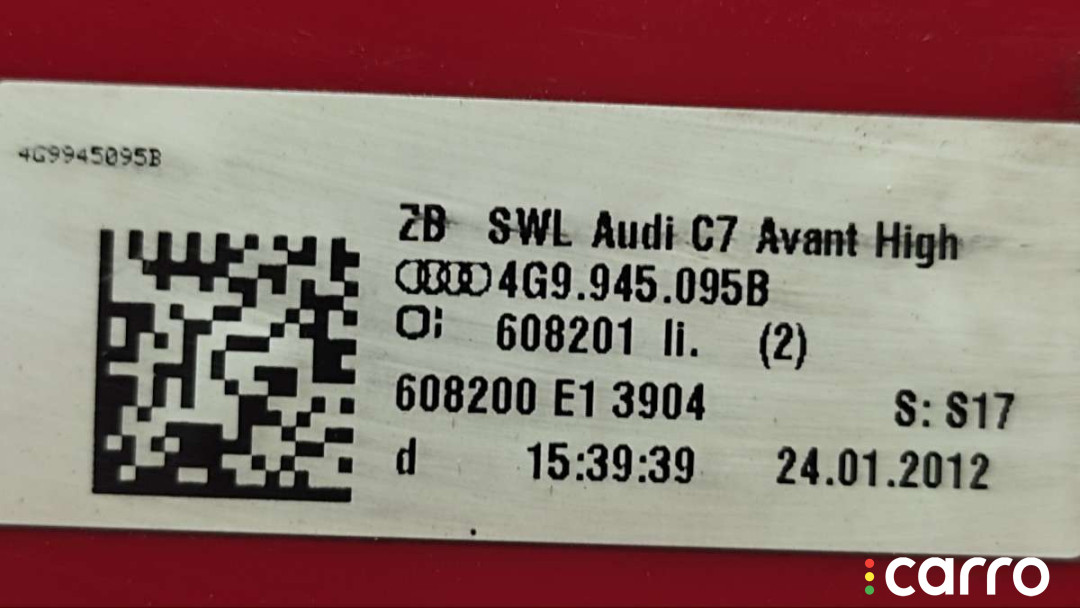 4G9945095B
ZB SWL Audi C7 Avant High
4G9.945.095B
608201 li. (2)
608200 E1 3904 S: S17
d 15:39:39 24.01.2012
carro